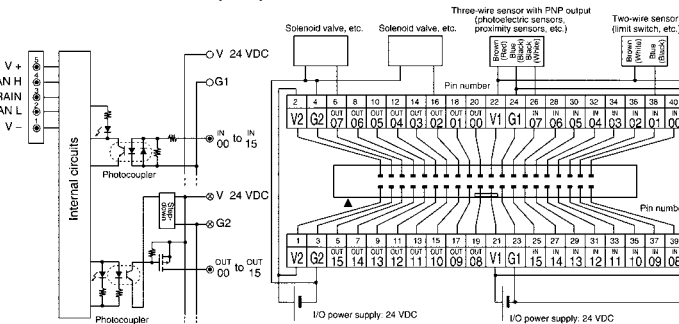 Three-wire sensor with PNP output
(photoelectric sensors,
proximity sensors, etc.)
Two-wire sensor
(limit switch, etc.)
Solenoid valve, etc.
Solenoid valve, etc.
Brown (Red)
Blue (Black)
Black (White)
Brown (White)
Blue (Black)
V +
AN H
RAIN
AN L
V –
5
4
3
2
1
Internal circuits
V 24 VDC
G1
IN 00 to IN 15
Photocoupler
V 24 VDC
Step-down
G2
OUT 00 to OUT 15
Photocoupler
Pin number
2 4 6 8 10 12 14 16 18 20 22 24 26 28 30 32 34 36 38 40
V2 G2 OUT 07 OUT 06 OUT 05 OUT 04 OUT 03 OUT 02 OUT 01 OUT 00 V1 G1 IN 07 IN 06 IN 05 IN 04 IN 03 IN 02 IN 01 IN 00
Pin numbe
1 3 5 7 9 11 13 15 17 19 21 23 25 27 29 31 33 35 37 39
V2 G2 OUT 15 OUT 14 OUT 13 OUT 12 OUT 11 OUT 10 OUT 09 OUT 08 V1 G1 IN 15 IN 14 IN 13 IN 12 IN 11 IN 10 IN 09 IN 08
I/O power supply: 24 VDC
I/O power supply: 24 VDC